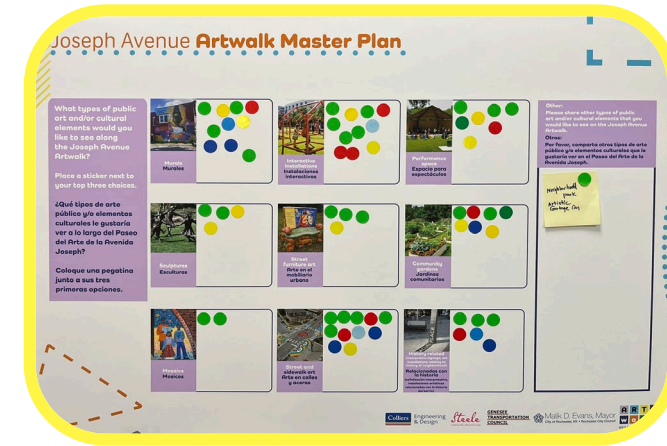 Joseph Avenue Artwalk Master Plan
What types of public
art and/or cultural
elements would you
like to see along
the Joseph Avenue
Artwalk?
Place a sticker next to
your top three choices.
¿Qué tipos de arte
público y/o elementos
culturales le gustaría
ver a lo largo del Paseo
del Arte de la Avenida
Joseph?
Coloque una pegatina
junto a sus tres
primeras opciones.
Murals
Murales
Interactive
Installations
Instalaciones
interactivas
Performance
space
Espacio para
espectáculos
Sculptures
Esculturas
Street
furniture art
Arte en el
mobiliario
urbano
Community
gardens
Jardines
comunitarios
Mosaics
Mosaicos
Street and
sidewalk art
Arte en calles
y aceras
History related
Relacionadas con
la historia
Other:
Please share other types of public
art and/or cultural elements that you
would like to see on the Joseph Avenue
Artwalk.
Otros:
Por favor, comparta otros tipos de arte
público y/o elementos culturales que le
gustaría ver en el Paseo del Arte de la
Avenida Joseph.
Neighborhood
park
Artistic
Garbage Can
Colliers
Engineering
& Design
Steele
GENESEE
TRANSPORTATION
COUNCIL
Malik D. Evans, Mayor
City of Rochester, NY • Rochester City Council